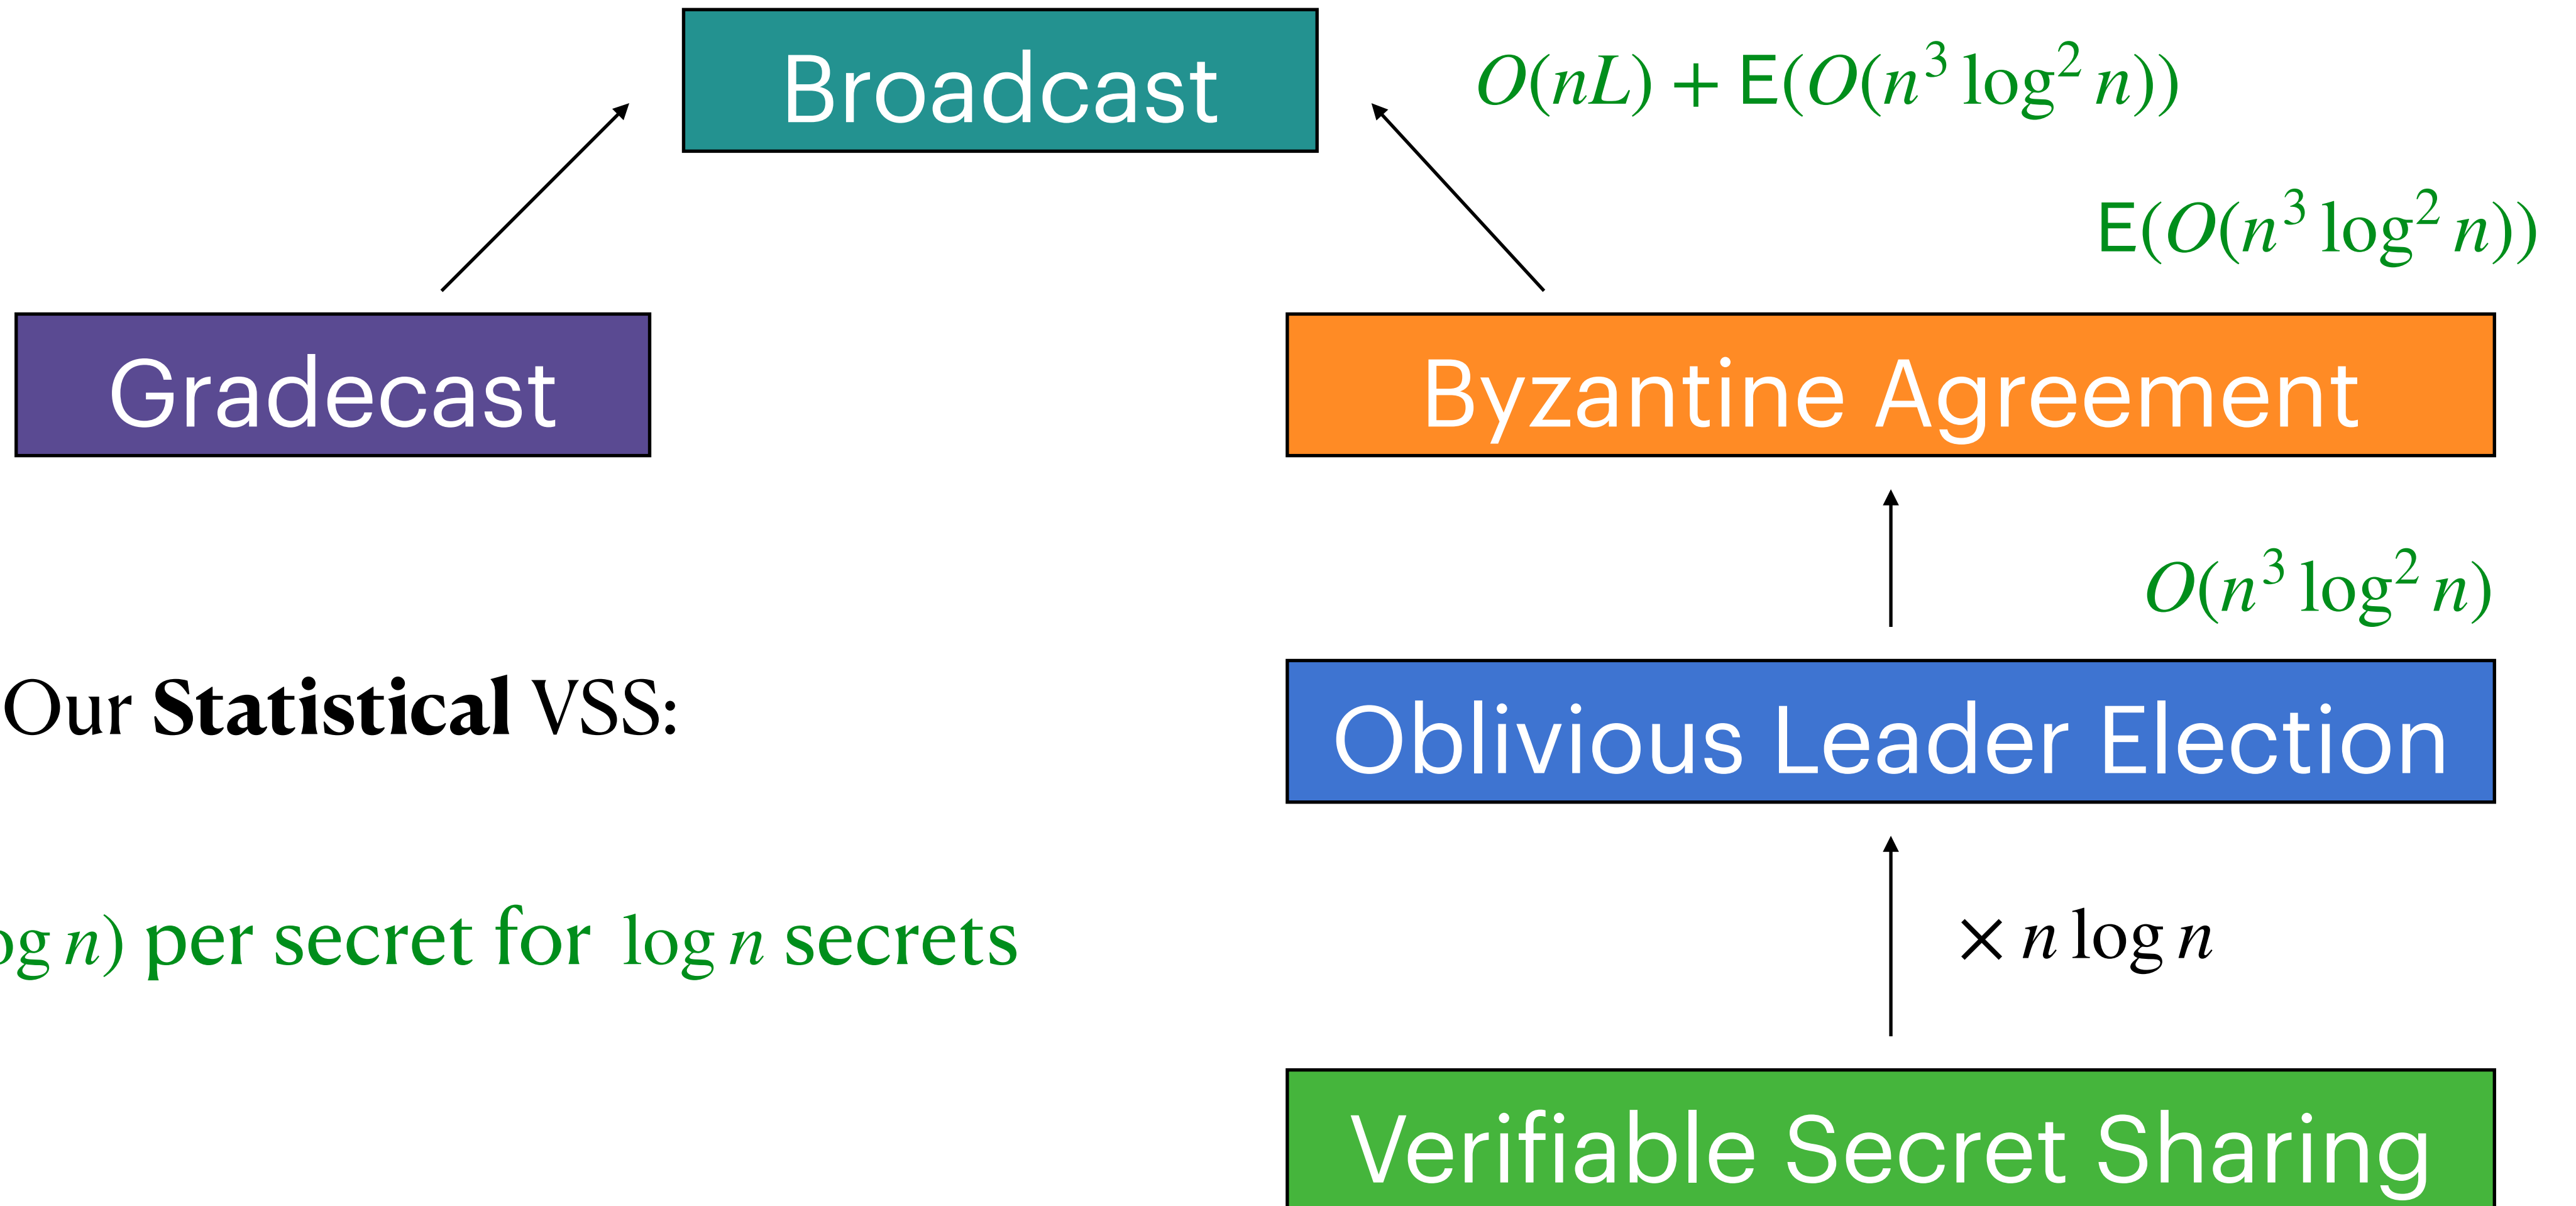 Broadcast
O(nL) + E(O(n³ log² n))
E(O(n³ log² n))
Gradecast
Byzantine Agreement
O(n³ log² n)
Our Statistical VSS:
Oblivious Leader Election
n) per secret for log n secrets
× n log n
Verifiable Secret Sharing